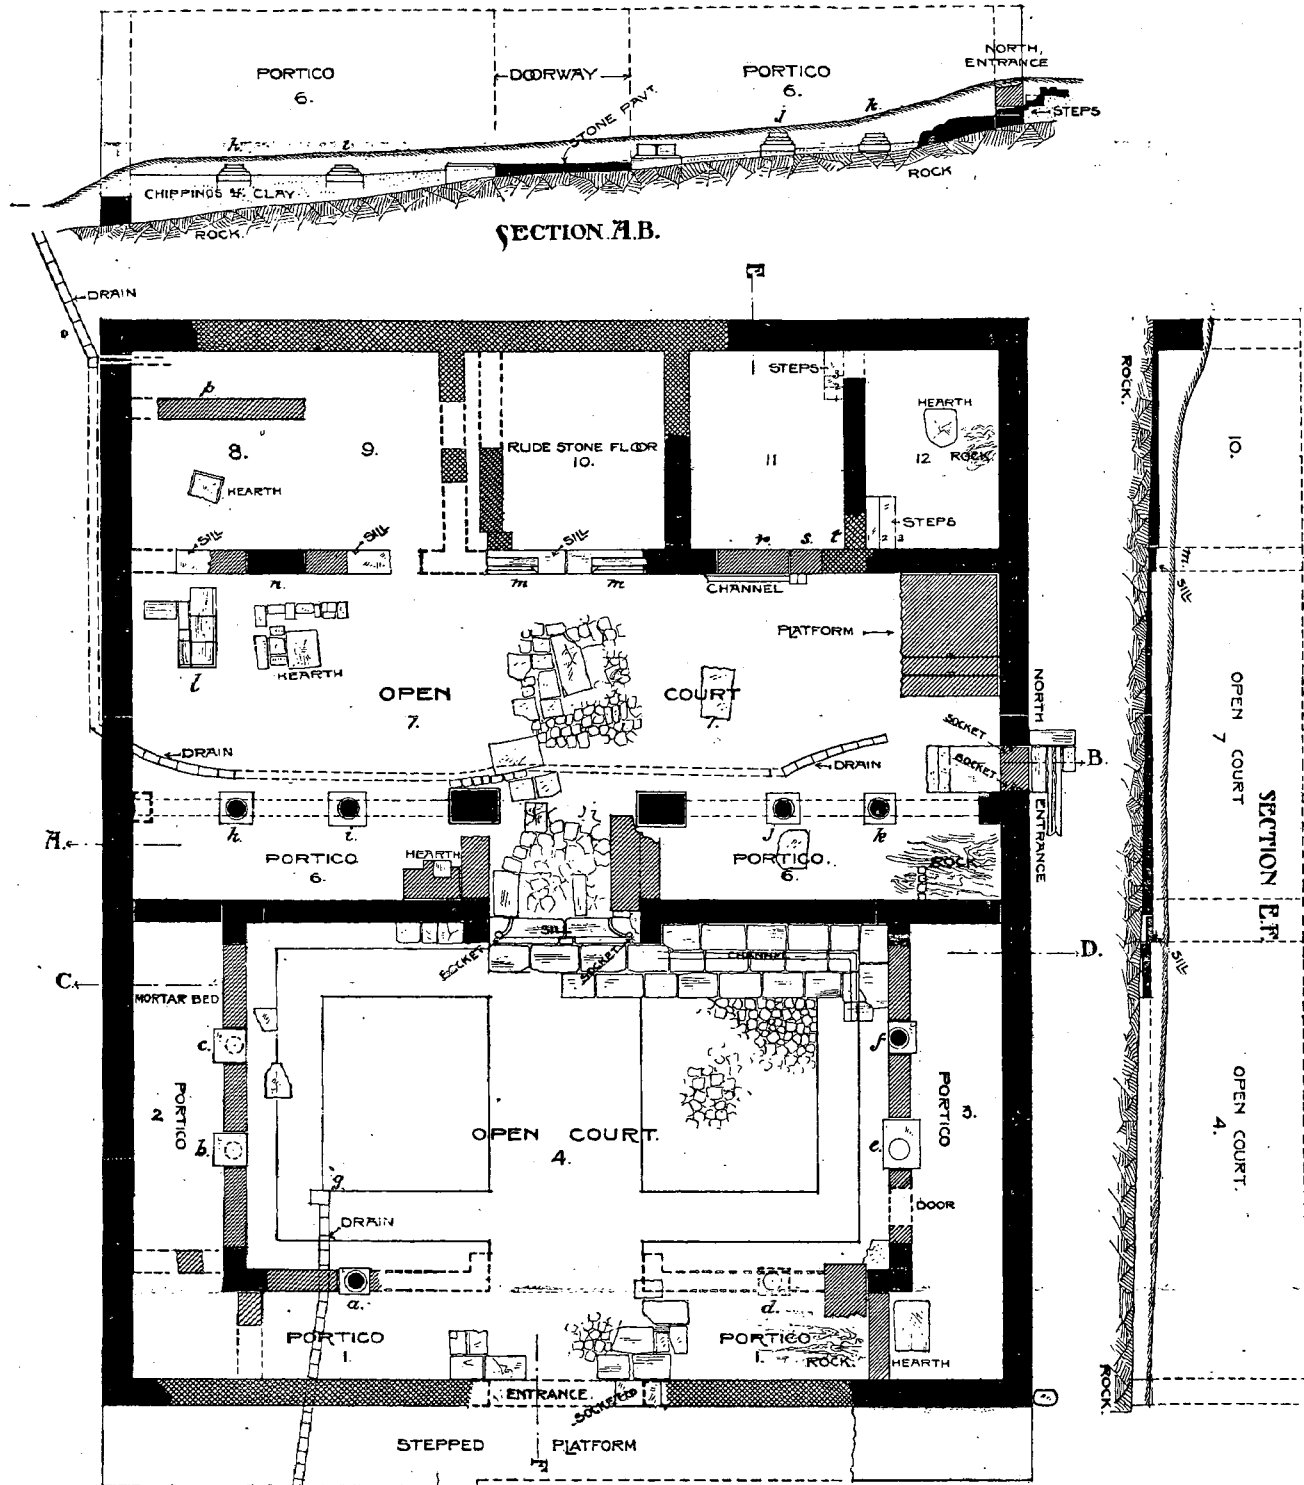 PORTICO
6.
DOORWAY
PORTICO
6.
NORTH,
ENTRANCE
STEPS
STONE PAVT.
h.
i
j
k.
CHIPPINGS & CLAY
ROCK.
ROCK
SECTION A.B.
DRAIN
F
p
8.
9.
HEARTH
RUDE STONE FLOOR
10.
STEPS
11
HEARTH
12
ROCK
STEPS
2 3
SILL
SILL
SILL
n.
m
m
r.
s.
t
CHANNEL
PLATFORM
l
HEARTH
OPEN
7.
COURT
7.
NORTH
ENTRANCE
SOCKET
SOCKET
B.
DRAIN
DRAIN
h.
i
j
k
A.
PORTICO
6.
HEARTH
PORTICO.
6.
ROCK
SILL
SOCKET
SOCKET
CHANNEL
D.
C.
MORTAR BED
c.
f
2
PORTICO
b.
e.
PORTICO
3.
OPEN COURT.
4.
g.
DRAIN
DOOR
a.
d.
PORTICO
1.
PORTICO
1.
ROCK.
HEARTH
ENTRANCE
STEPPED PLATFORM
ROCK.
10.
m
SILL
OPEN COURT
7
SECTION E.F.
SILL
OPEN COURT.
4.
ROCK.